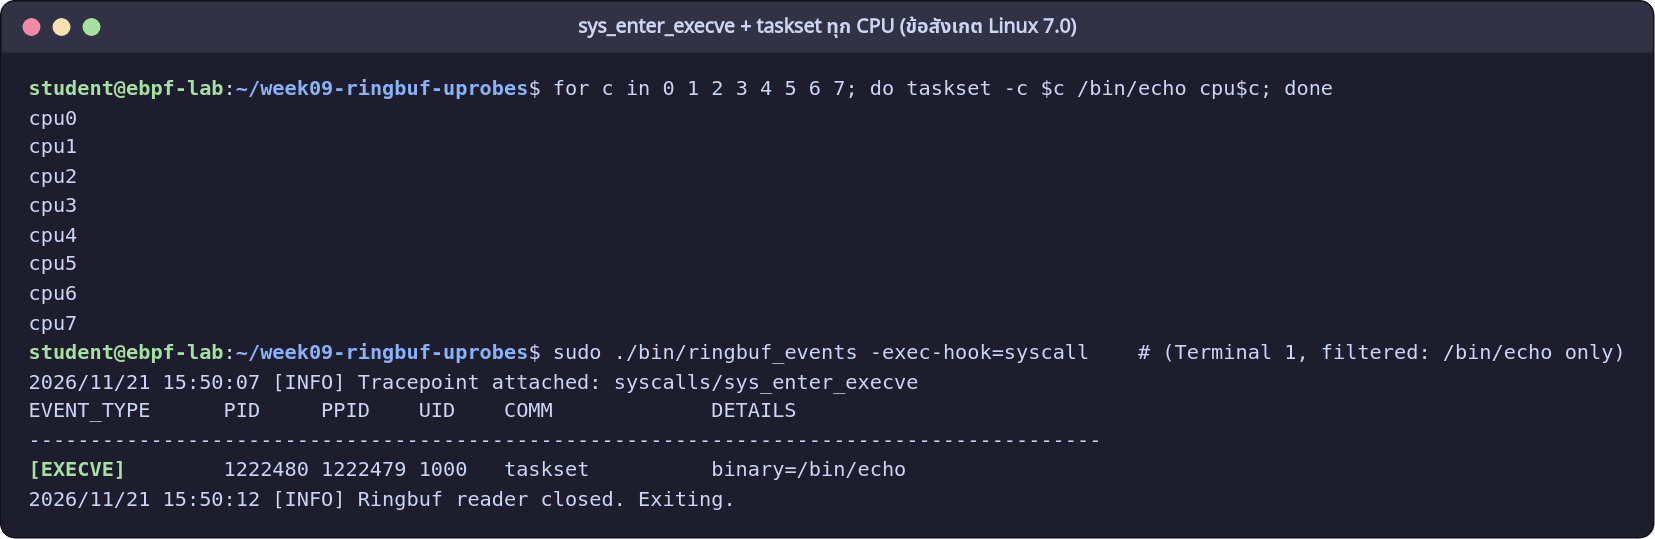 sys_enter_execve + taskset ทุก CPU (ข้อสังเกต Linux 7.0)
student@ebpf-lab:~/week09-ringbuf-uprobes$ for c in 0 1 2 3 4 5 6 7; do taskset -c $c /bin/echo cpu$c; done
cpu0
cpu1
cpu2
cpu3
cpu4
cpu5
cpu6
cpu7
student@ebpf-lab:~/week09-ringbuf-uprobes$ sudo ./bin/ringbuf_events -exec-hook=syscall    # (Terminal 1, filtered: /bin/echo only)
2026/11/21 15:50:07 [INFO] Tracepoint attached: syscalls/sys_enter_execve
EVENT_TYPE      PID     PPID    UID    COMM             DETAILS
----------------------------------------------------------------------------------------
[EXECVE]        1222480 1222479 1000   taskset          binary=/bin/echo
2026/11/21 15:50:12 [INFO] Ringbuf reader closed. Exiting.